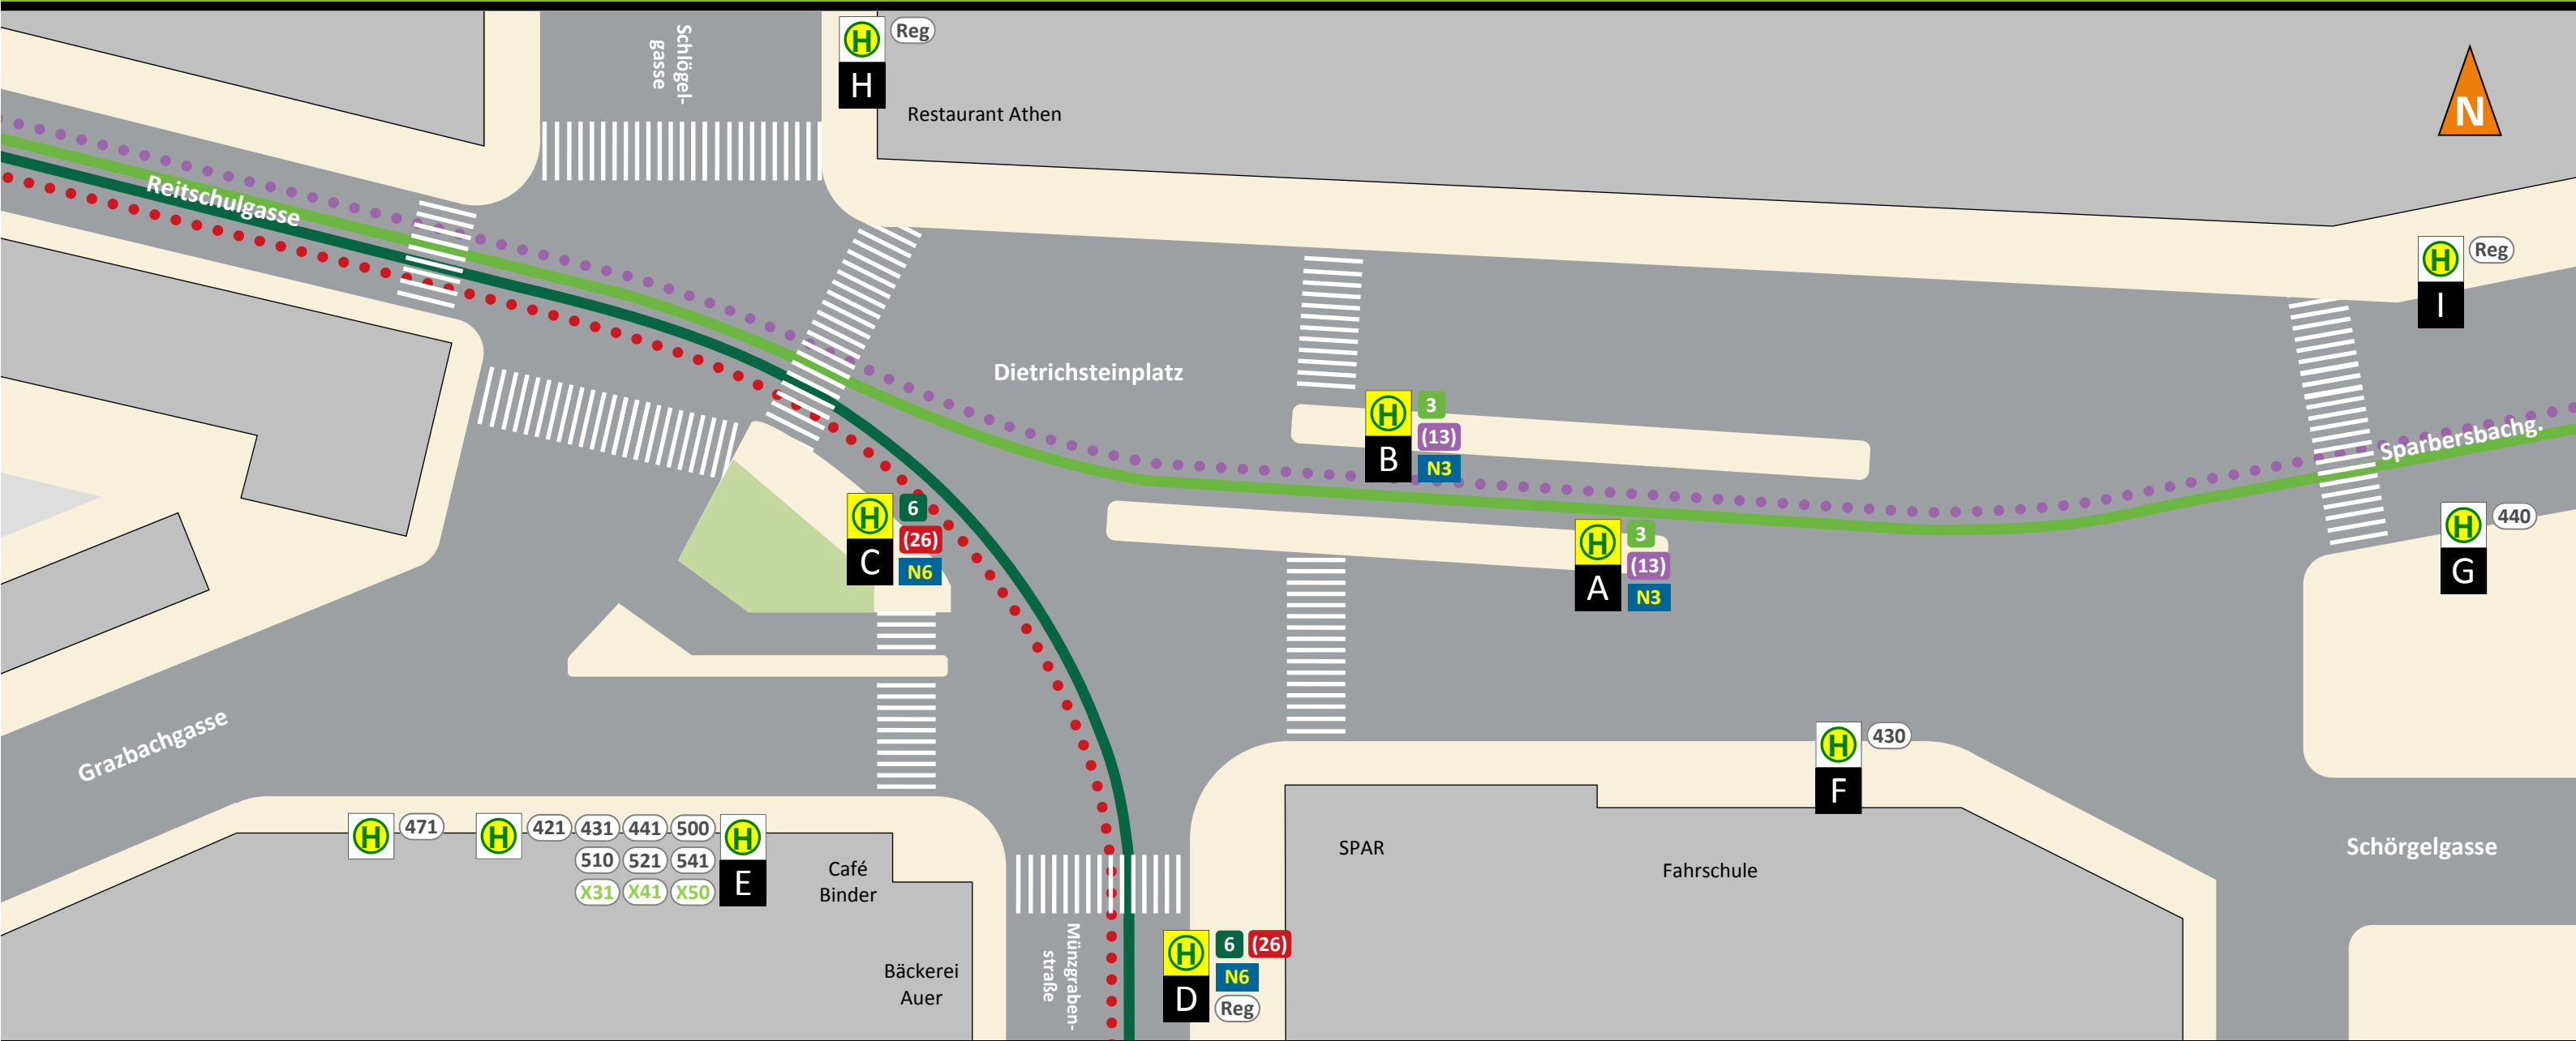 Schlögel-
gasse
H Reg
H
Restaurant Athen
N
Reitschulgasse
H Reg
I
Dietrichsteinplatz
H 3
(13)
B N3
Sparbersbachg.
H 6
(26)
C N6
H 3
(13)
A N3
H 440
G
Grazbachgasse
H 430
F
H 471
H 421 431 441 500 H
510 521 541
X31 X41 X50 E
Café
Binder
SPAR
Fahrschule
Schörgelgasse
Bäckerei
Auer
Münzgraben-
straße
H 6 (26)
N6
D Reg